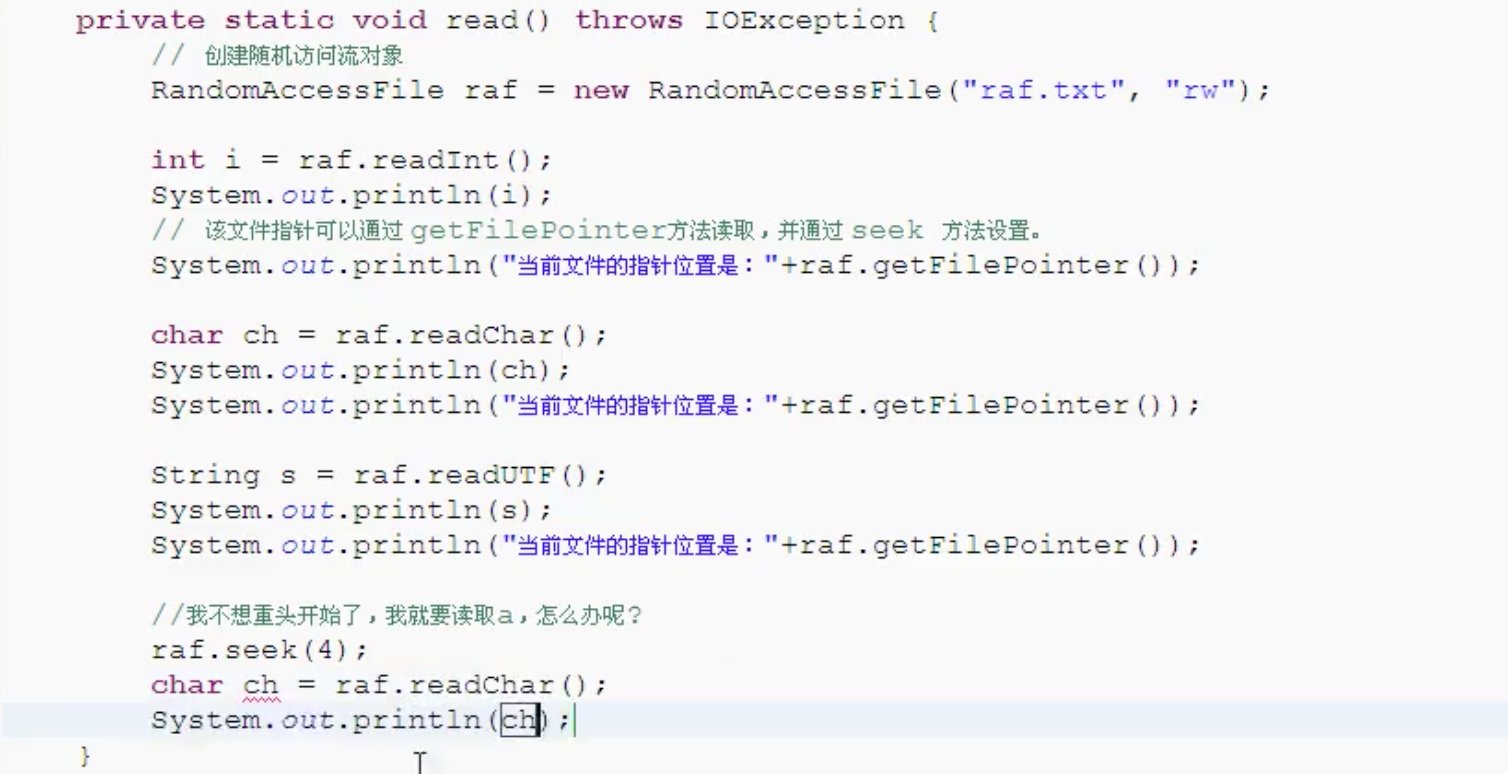 private static void read() throws IOException {
// 创建随机访问流对象
RandomAccessFile raf = new RandomAccessFile("raf.txt", "rw");
int i = raf.readInt();
System.out.println(i);
// 该文件指针可以通过 getFilePointer方法读取，并通过 seek 方法设置。
System.out.println("当前文件的指针位置是："+raf.getFilePointer());
char ch = raf.readChar();
System.out.println(ch);
System.out.println("当前文件的指针位置是："+raf.getFilePointer());
String s = raf.readUTF();
System.out.println(s);
System.out.println("当前文件的指针位置是："+raf.getFilePointer());
//我不想重头开始了，我就要读取a，怎么办呢？
raf.seek(4);
char ch = raf.readChar();
System.out.println(ch);
}